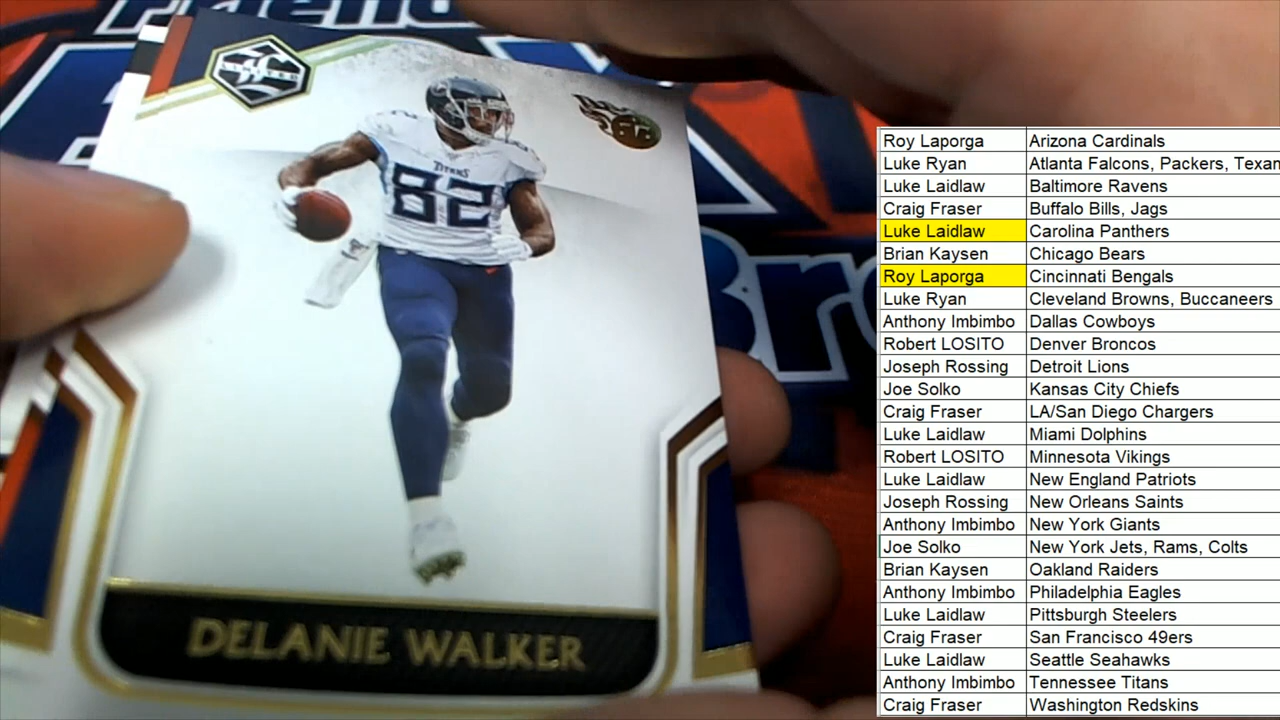 Friend
LIMITED
TITANS
82
DELANIE WALKER
Roy Laporga Arizona Cardinals
Luke Ryan Atlanta Falcons, Packers, Texan
Luke Laidlaw Baltimore Ravens
Craig Fraser Buffalo Bills, Jags
Luke Laidlaw Carolina Panthers
Brian Kaysen Chicago Bears
Roy Laporga Cincinnati Bengals
Luke Ryan Cleveland Browns, Buccaneers
Anthony Imbimbo Dallas Cowboys
Robert LOSITO Denver Broncos
Joseph Rossing Detroit Lions
Joe Solko Kansas City Chiefs
Craig Fraser LA/San Diego Chargers
Luke Laidlaw Miami Dolphins
Robert LOSITO Minnesota Vikings
Luke Laidlaw New England Patriots
Joseph Rossing New Orleans Saints
Anthony Imbimbo New York Giants
Joe Solko New York Jets, Rams, Colts
Brian Kaysen Oakland Raiders
Anthony Imbimbo Philadelphia Eagles
Luke Laidlaw Pittsburgh Steelers
Craig Fraser San Francisco 49ers
Luke Laidlaw Seattle Seahawks
Anthony Imbimbo Tennessee Titans
Craig Fraser Washington Redskins